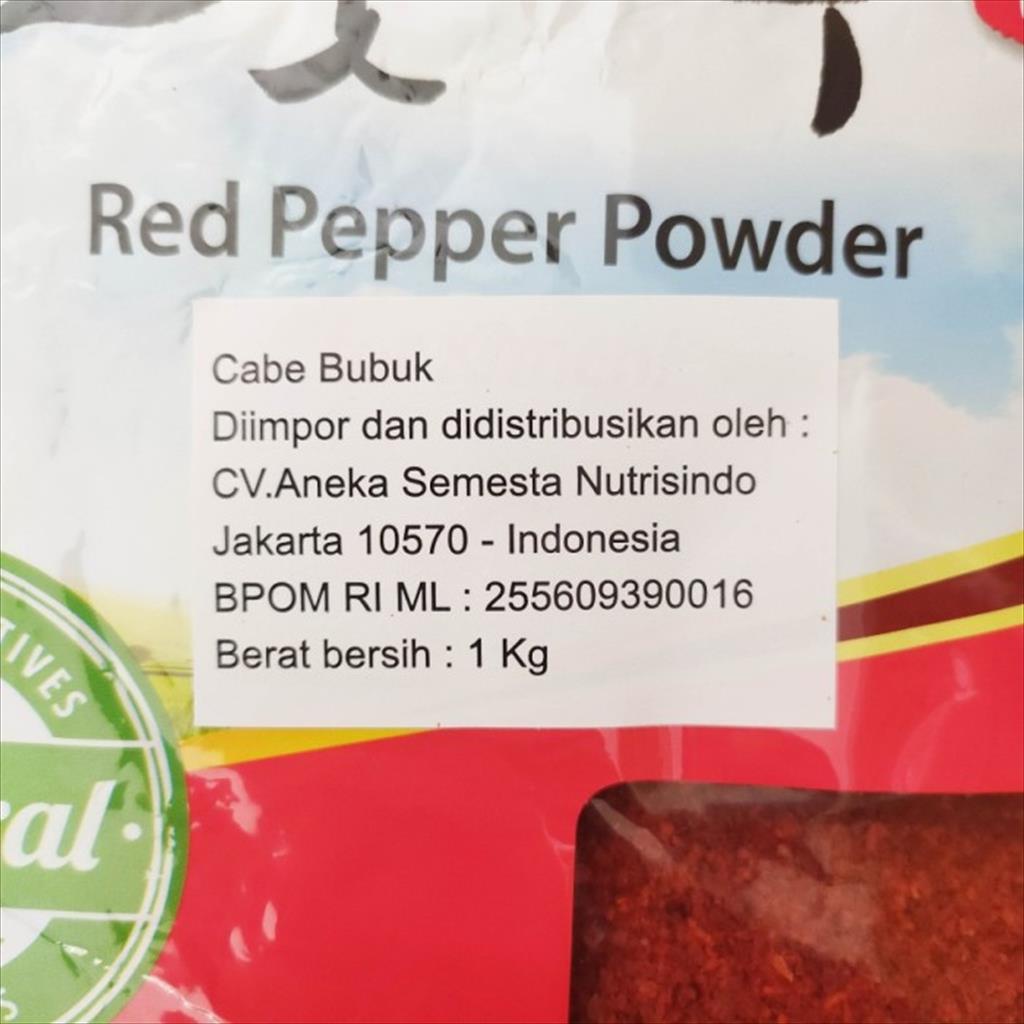 Red Pepper Powder
Cabe Bubuk
Diimpor dan didistribusikan oleh :
CV.Aneka Semesta Nutrisindo
Jakarta 10570 - Indonesia
BPOM RI ML : 255609390016
Berat bersih : 1 Kg